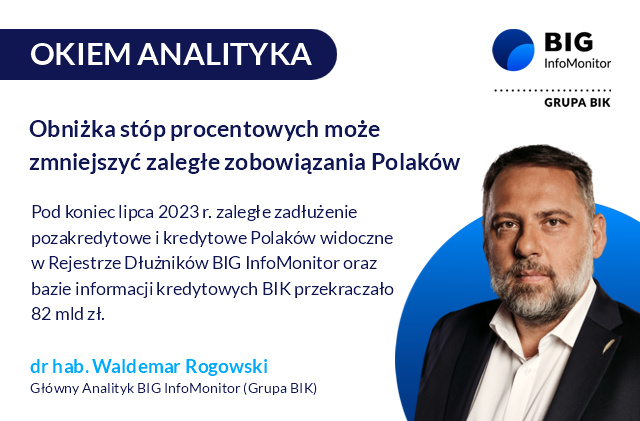 OKIEM ANALITYKA
BIG
InfoMonitor
GRUPA BIK
Obniżka stóp procentowych może
zmniejszyć zaległe zobowiązania Polaków
Pod koniec lipca 2023 r. zaległe zadłużenie
pozakredytowe i kredytowe Polaków widoczne
w Rejestrze Dłużników BIG InfoMonitor oraz
bazie informacji kredytowych BIK przekraczało
82 mld zł.
dr hab. Waldemar Rogowski
Główny Analityk BIG InfoMonitor (Grupa BIK)